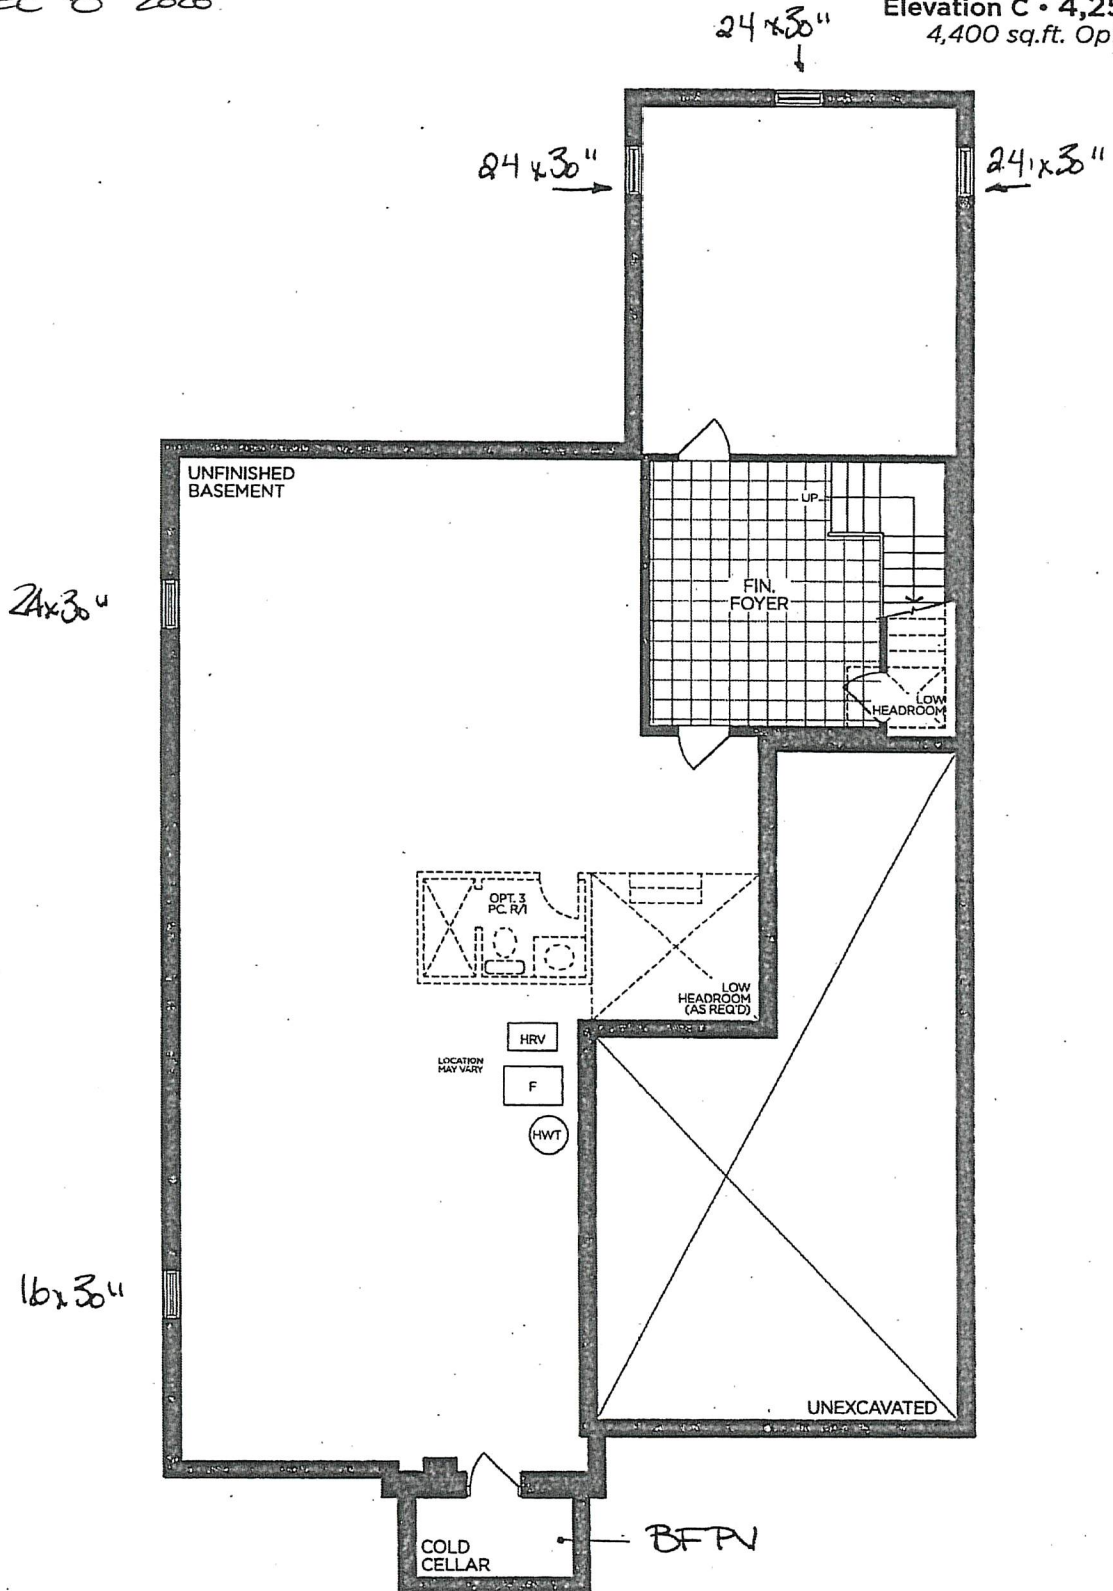 Elevation C • 4,25
4,400 sq.ft. Op
24 x 30"
24 x 30"
24 x 30"
UNFINISHED
BASEMENT
UP
24x30"
FIN.
FOYER
LOW
HEADROOM
OPT. 3
PC. R/I
LOW
HEADROOM
(AS REQ'D)
HRV
LOCATION
MAY VARY
F
HWT
16x30"
UNEXCAVATED
COLD
CELLAR